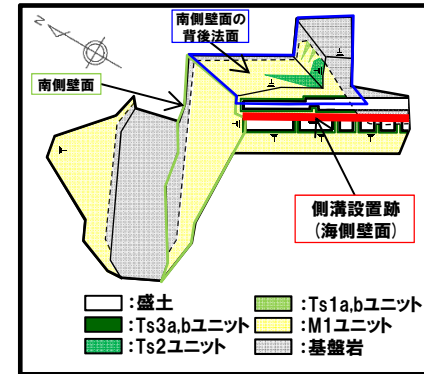 N
南側壁面の
背後法面
南側壁面
側溝設置跡
(海側壁面)
:盛土
:Ts1a,bユニット
:Ts3a,bユニット
:M1ユニット
:Ts2ユニット
:基盤岩